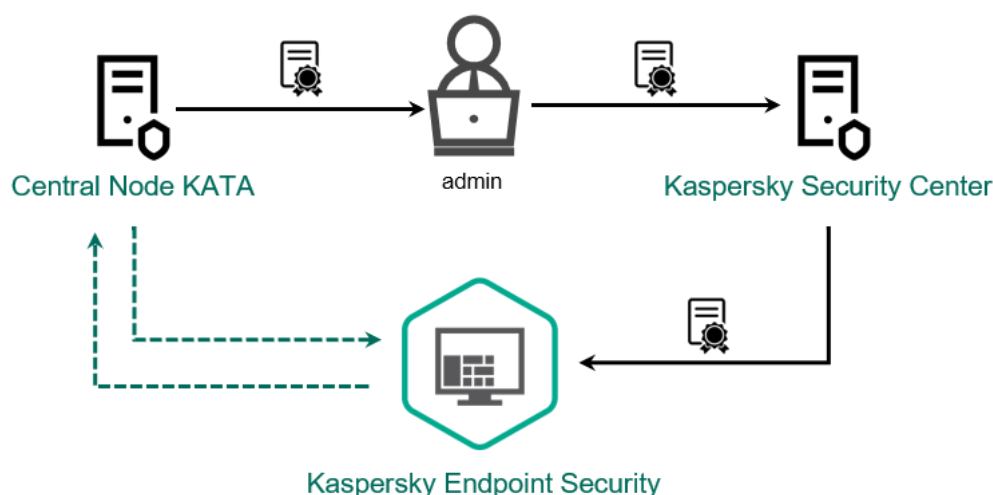 Central Node KATA
admin
Kaspersky Security Center
Kaspersky Endpoint Security